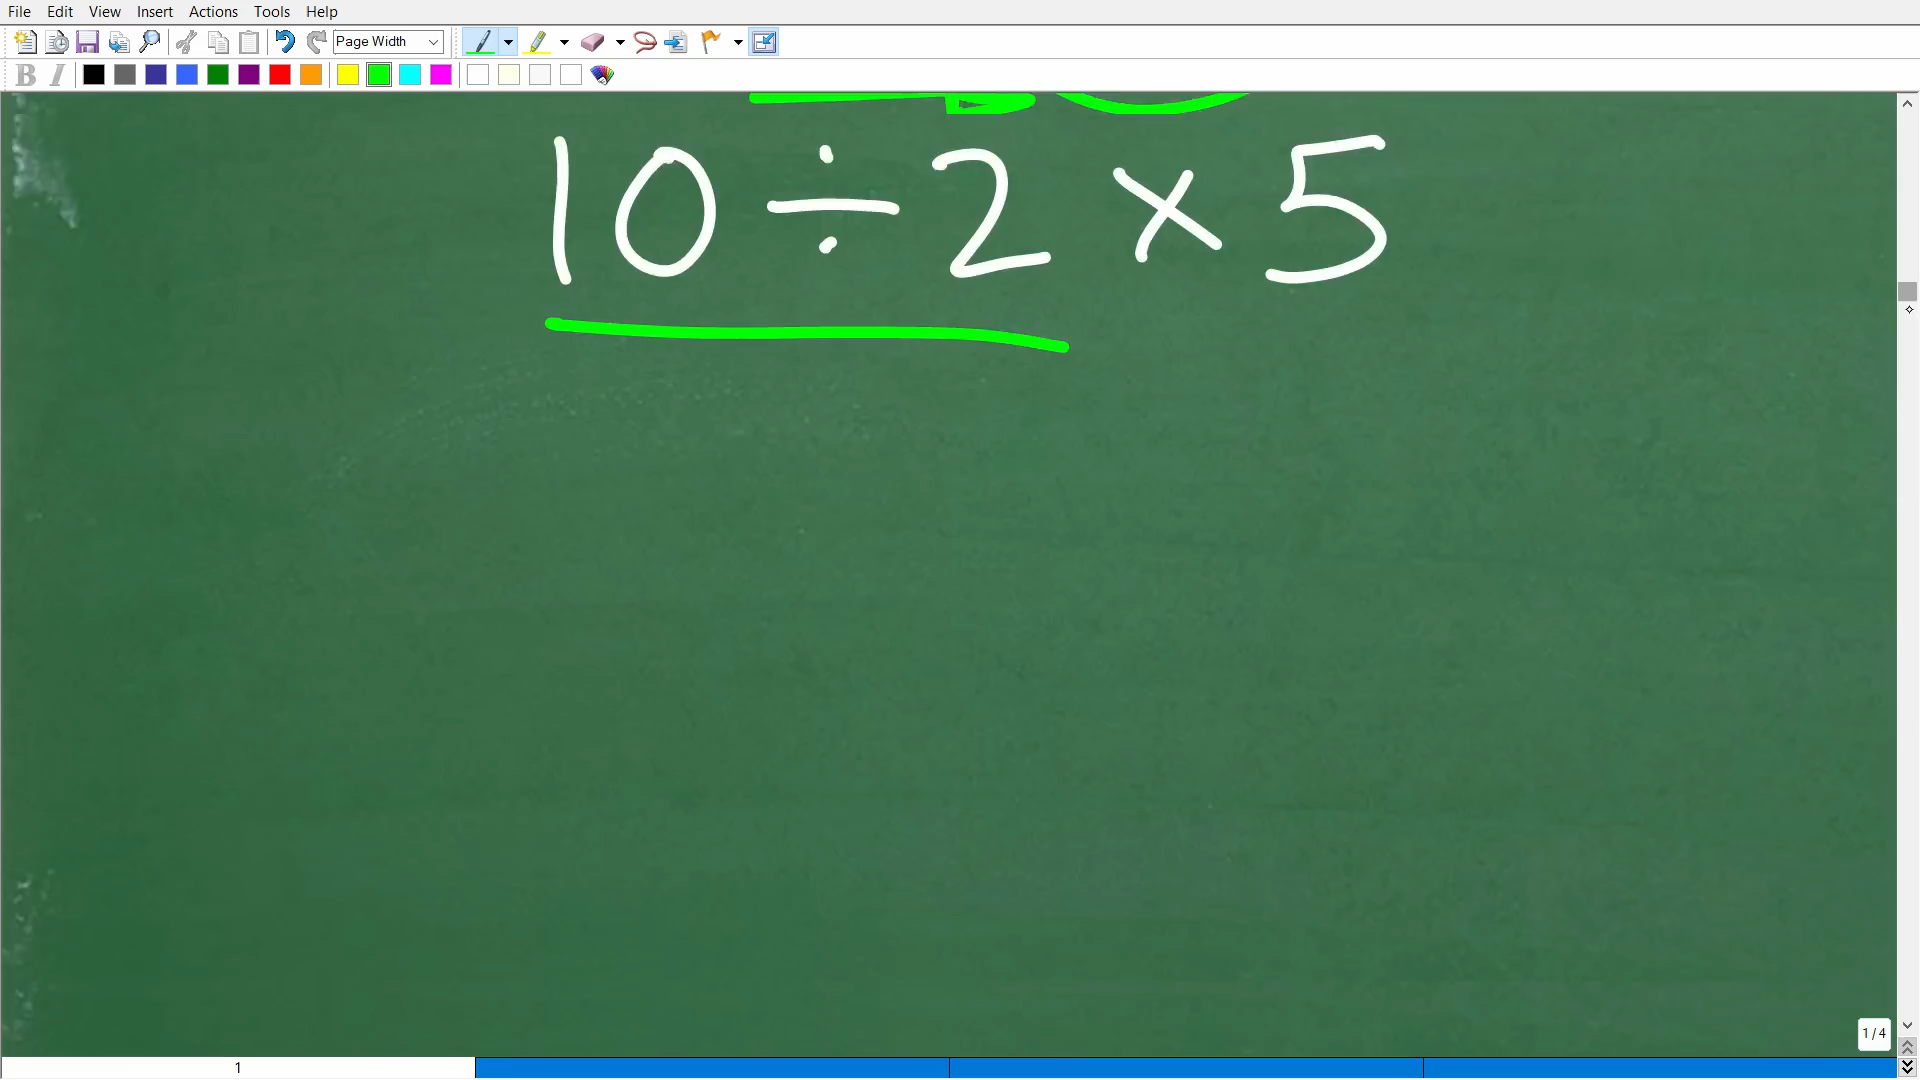 File Edit View Insert Actions Tools Help
Page Width
B I
10 ÷ 2 × 5
1 / 4
1